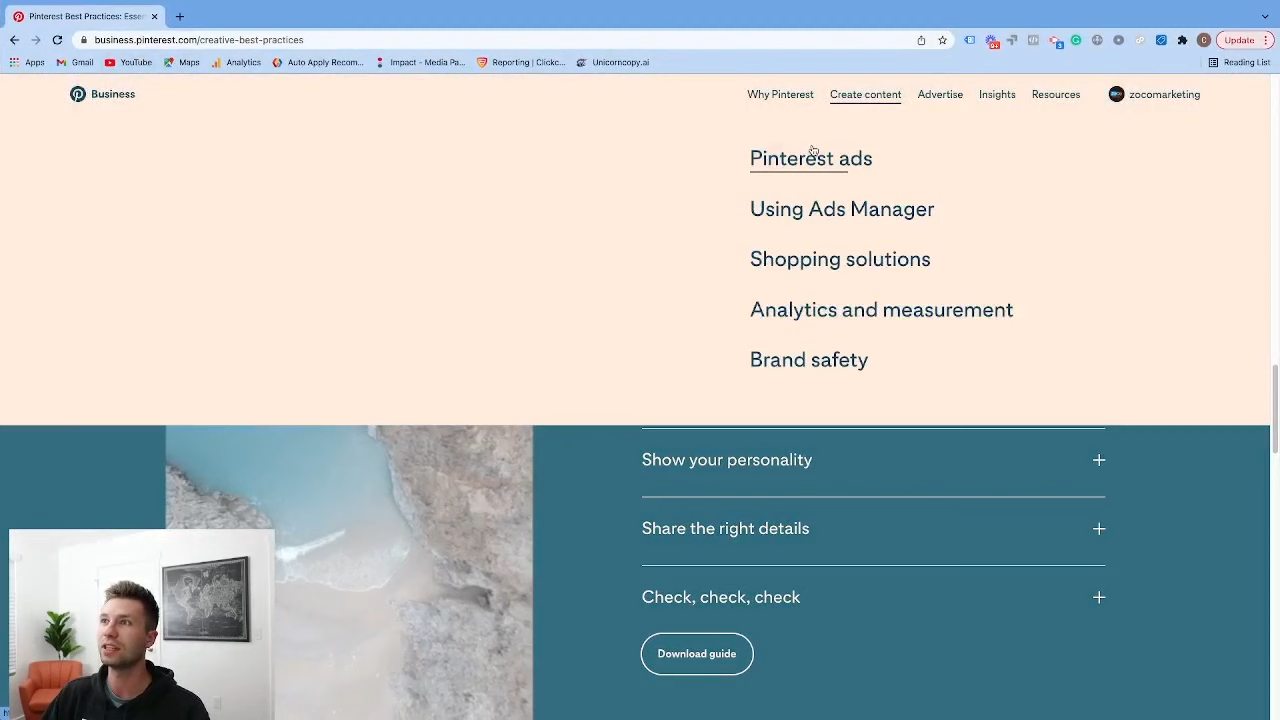 Pinterest Best Practices: Esse
business.pinterest.com/creative-best-practices
Update
Apps
Gmail
YouTube
Maps
Analytics
Auto Apply Recom...
Impact - Media Pa...
Reporting | Clickc...
Unicorncopy.ai
Reading List
Business
Why Pinterest
Create content
Advertise
Insights
Resources
zocomarketing
Pinterest ads
Using Ads Manager
Shopping solutions
Analytics and measurement
Brand safety
Show your personality
Share the right details
Check, check, check
Download guide